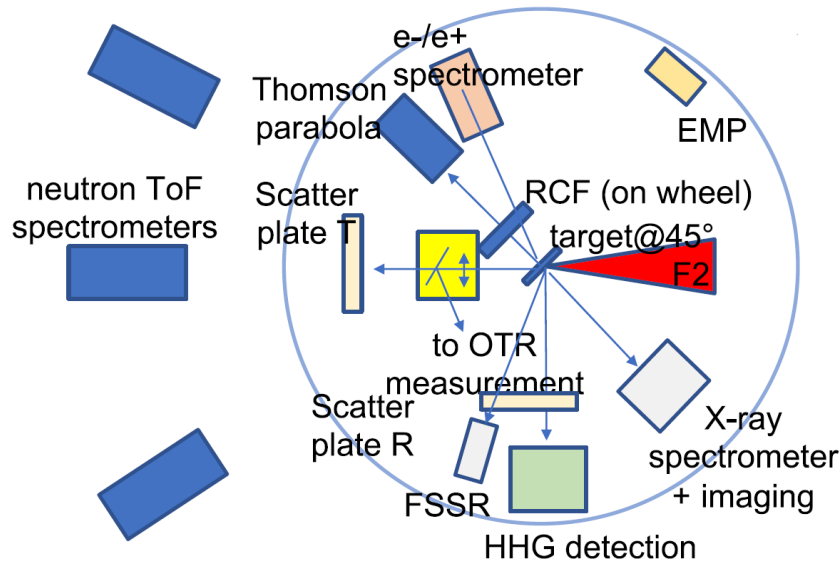 e-/e+
spectrometer
Thomson
parabola
EMP
neutron ToF
spectrometers
Scatter
plate T
RCF (on wheel)
target@45°
F2
to OTR
measurement
Scatter
plate R
FSSR
X-ray
spectrometer
+ imaging
HHG detection